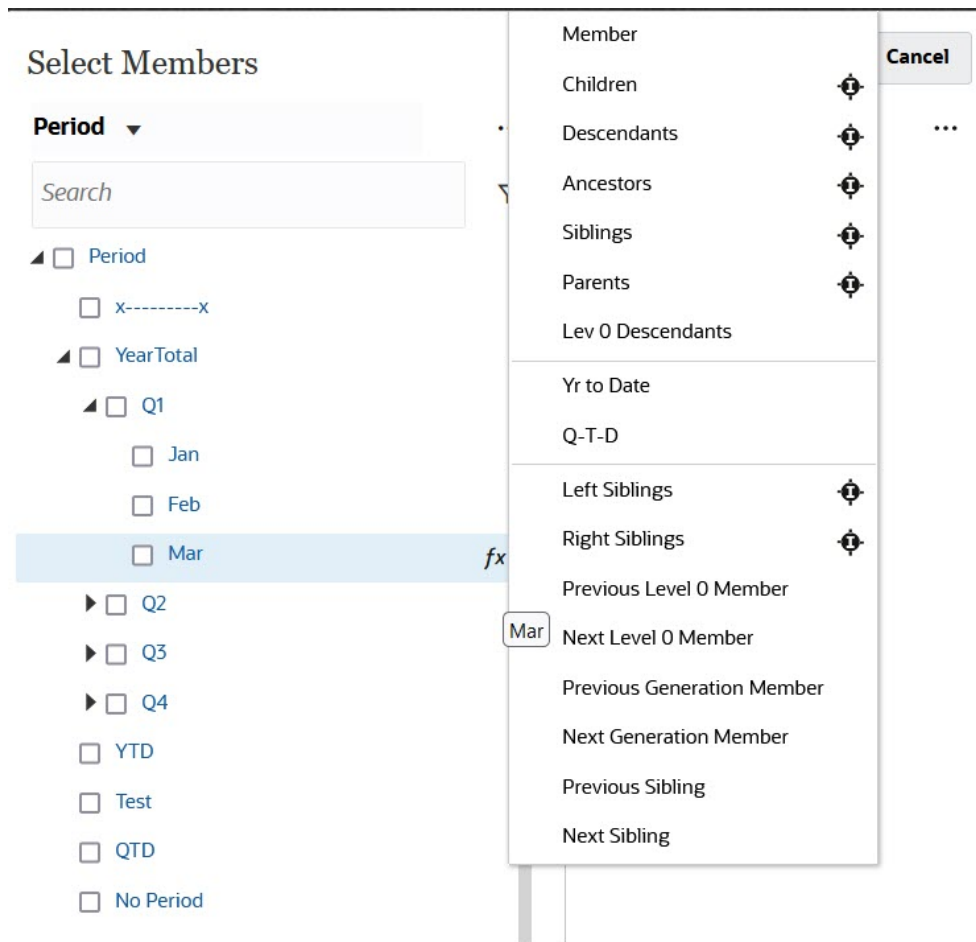 Select Members
Period
Search
Period
x---------x
YearTotal
Q1
Jan
Feb
Mar
fx
Q2
Q3
Q4
YTD
Test
QTD
No Period
Mar
Member
Children
Descendants
Ancestors
Siblings
Parents
Lev 0 Descendants
Yr to Date
Q-T-D
Left Siblings
Right Siblings
Previous Level 0 Member
Next Level 0 Member
Previous Generation Member
Next Generation Member
Previous Sibling
Next Sibling
Cancel